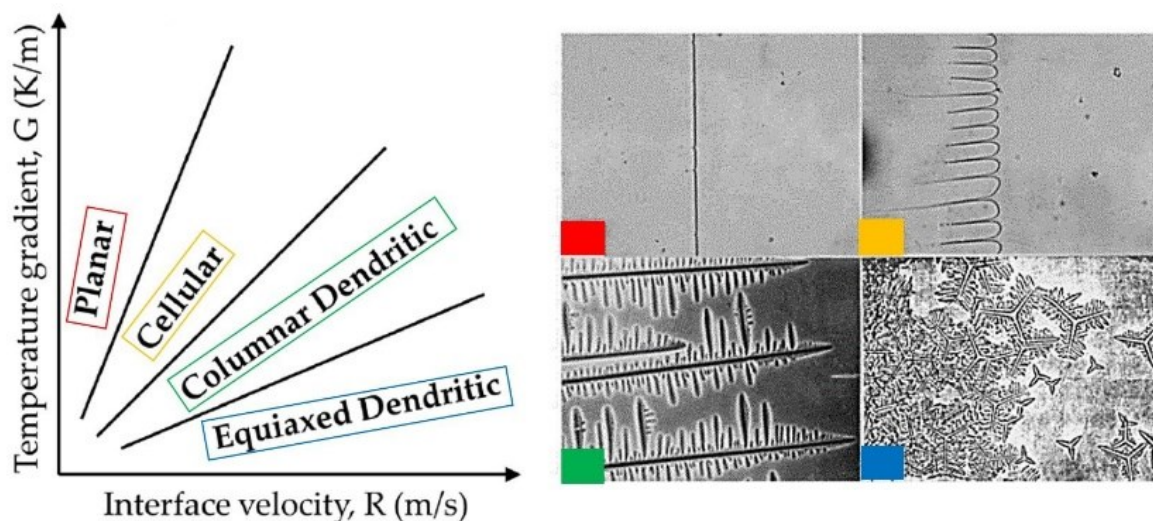 Temperature gradient, G (K/m)
Planar
Cellular
Columnar Dendritic
Equiaxed Dendritic
Interface velocity, R (m/s)